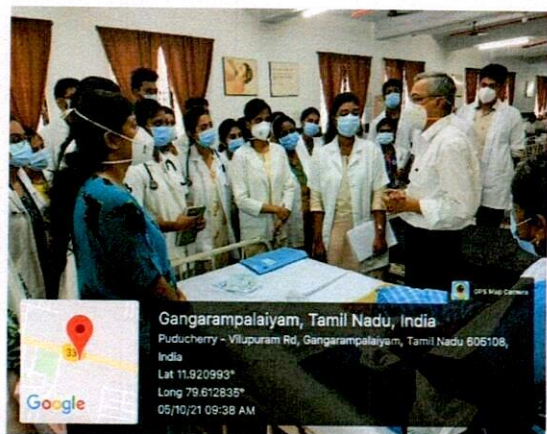 GPS Map Camera
33
Google
Gangarampalaiyam, Tamil Nadu, India
Puducherry - Vilupuram Rd, Gangarampalaiyam, Tamil Nadu 605108,
India
Lat 11.920993°
Long 79.612835°
05/10/21 09:38 AM